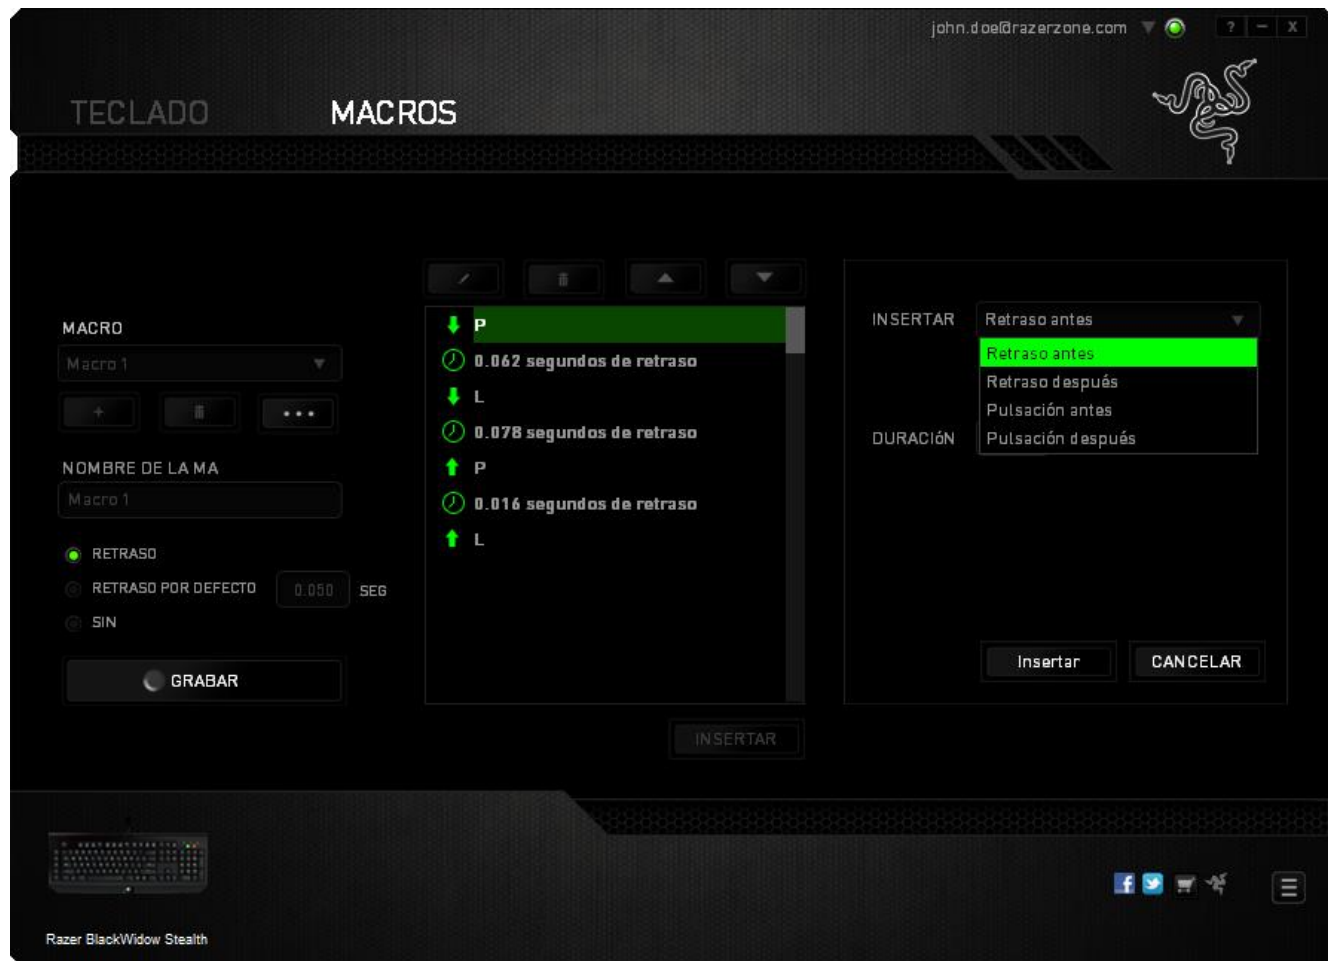 john.doe@razerzone.com
? – X
TECLADO MACROS
MACRO
Macro 1
+
...
NOMBRE DE LA MA
Macro 1
RETRASO
RETRASO POR DEFECTO 0.050 SEG
SIN
GRABAR
P
0.062 segundos de retraso
L
0.078 segundos de retraso
P
0.016 segundos de retraso
L
INSERTAR
INSERTAR Retraso antes
Retraso antes
Retraso después
Pulsación antes
Pulsación después
DURACIóN
Insertar CANCELAR
Razer BlackWidow Stealth